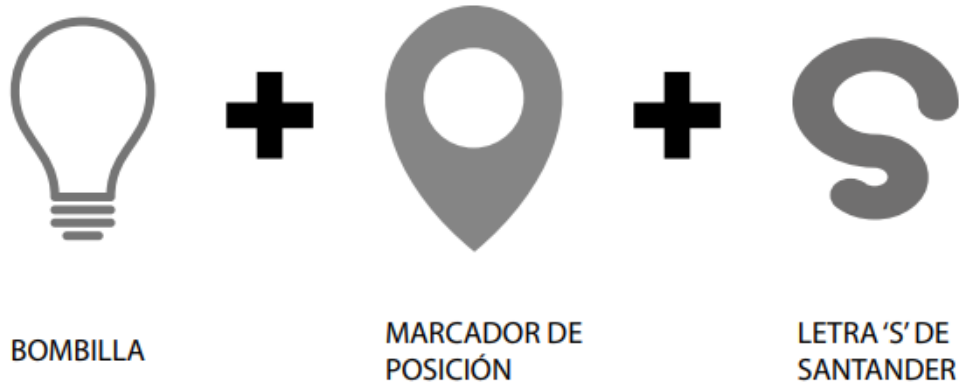 BOMBILLA
MARCADOR DE
POSICIÓN
LETRA ‘S’ DE
SANTANDER